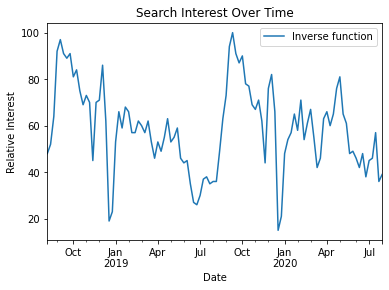 Search Interest Over Time
Inverse function
Relative Interest
100
80
60
40
20
Oct Jan Apr Jul Oct Jan Apr Jul
2019 2020
Date